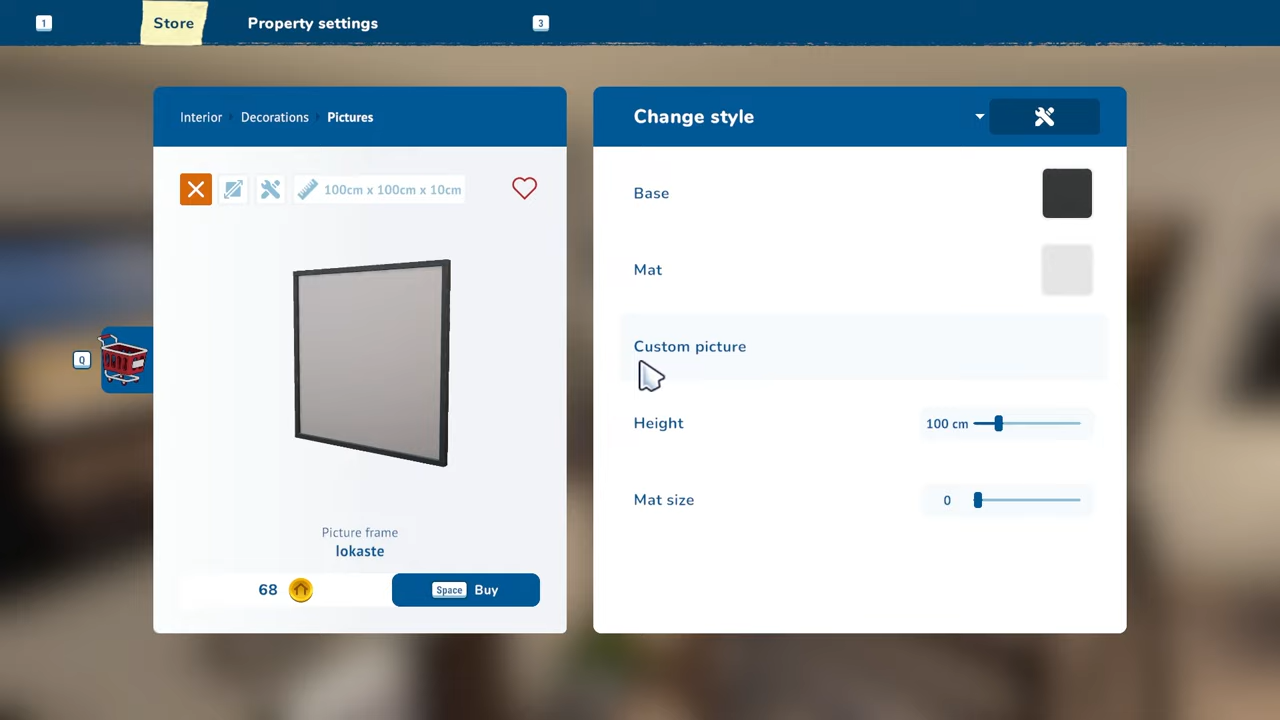 1
Store
Property settings
3
Interior Decorations Pictures
100cm x 100cm x 10cm
Q
Picture frame
lokaste
68
Space Buy
Change style
Base
Mat
Custom picture
Height
100 cm
Mat size
0